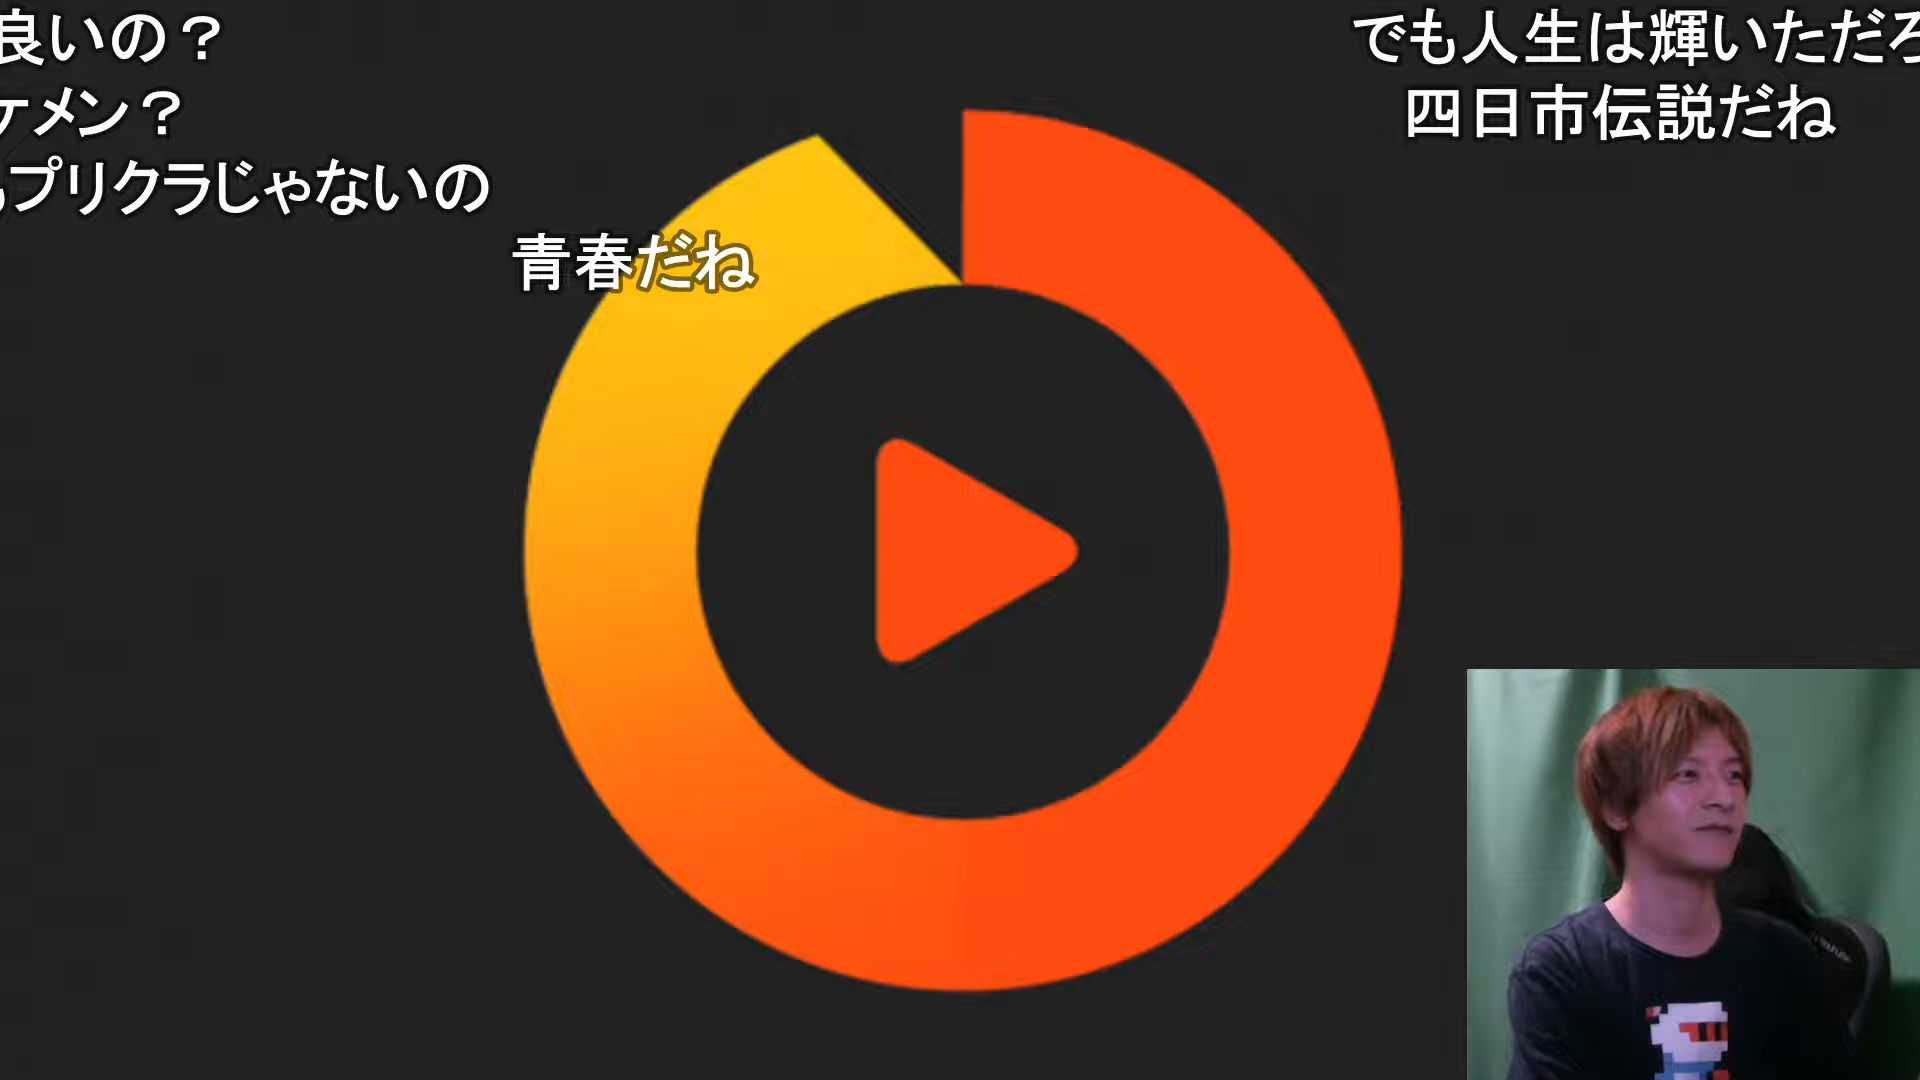 良いの？
ケメン？
プリクラじゃないの
青春だね
でも人生は輝いただろ
四日市伝説だね